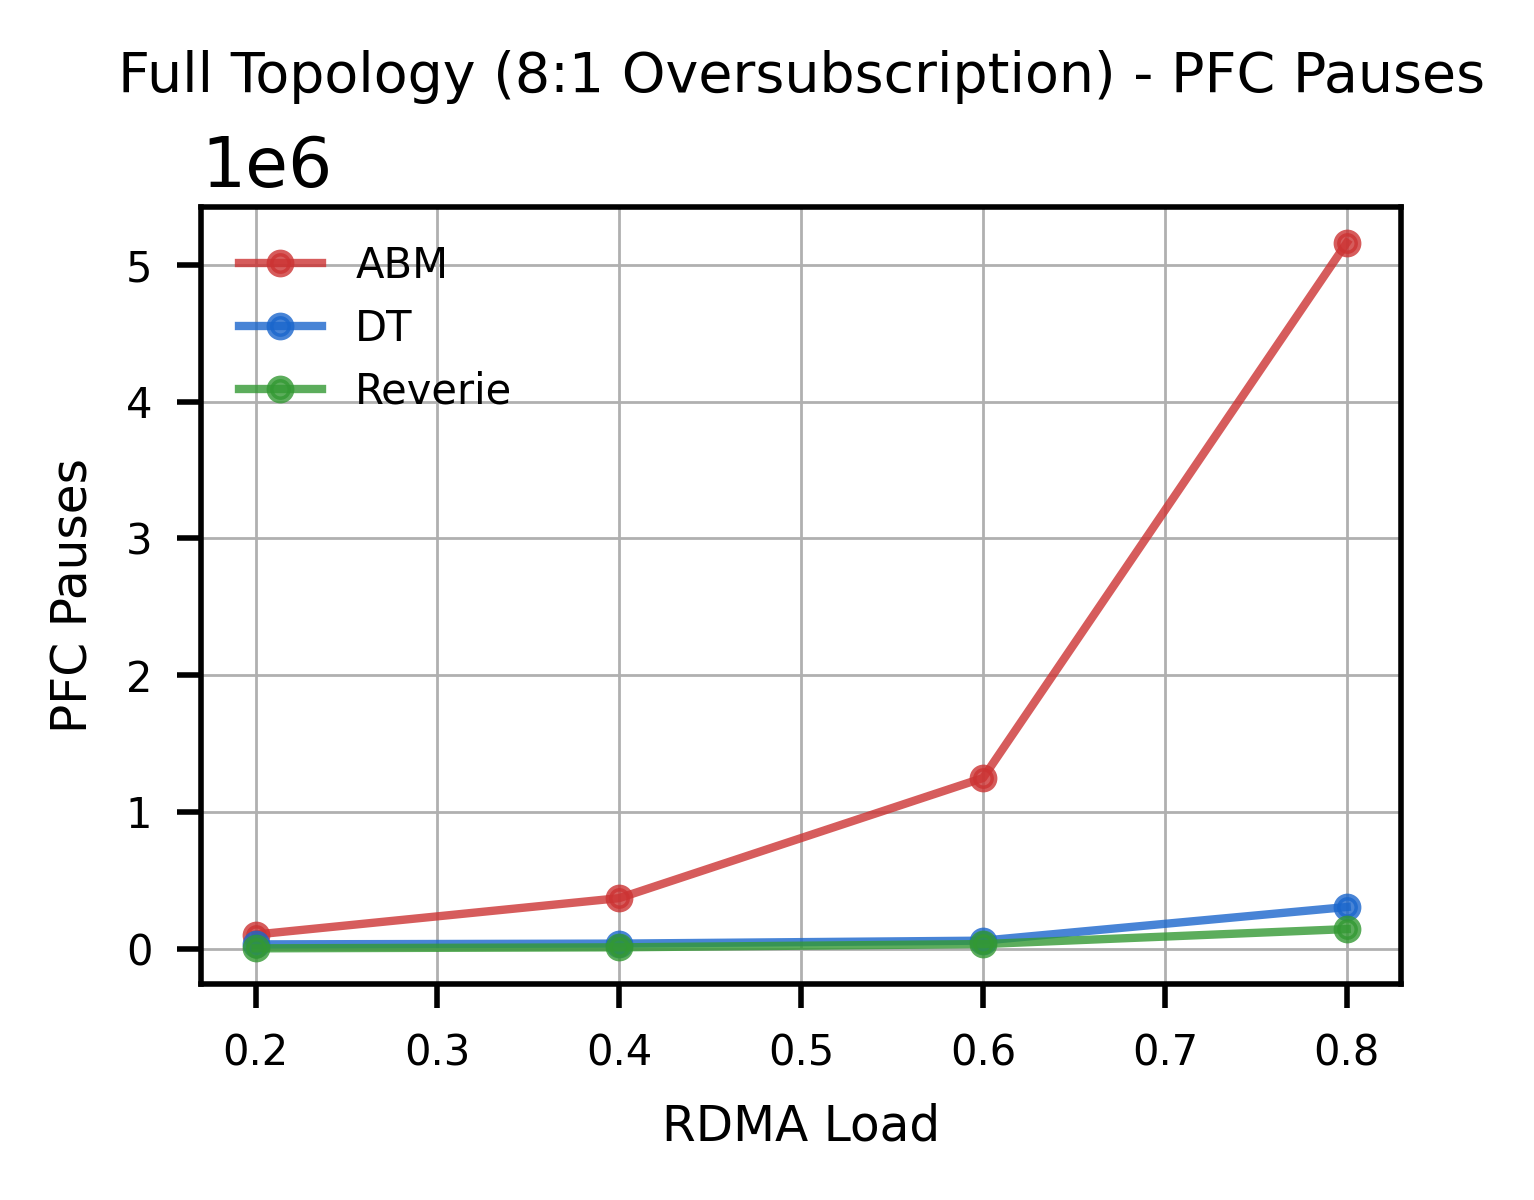 Full Topology (8:1 Oversubscription) - PFC Pauses
1e6
ABM
DT
Reverie
5
4
3
2
1
0
PFC Pauses
0.2 0.3 0.4 0.5 0.6 0.7 0.8
RDMA Load